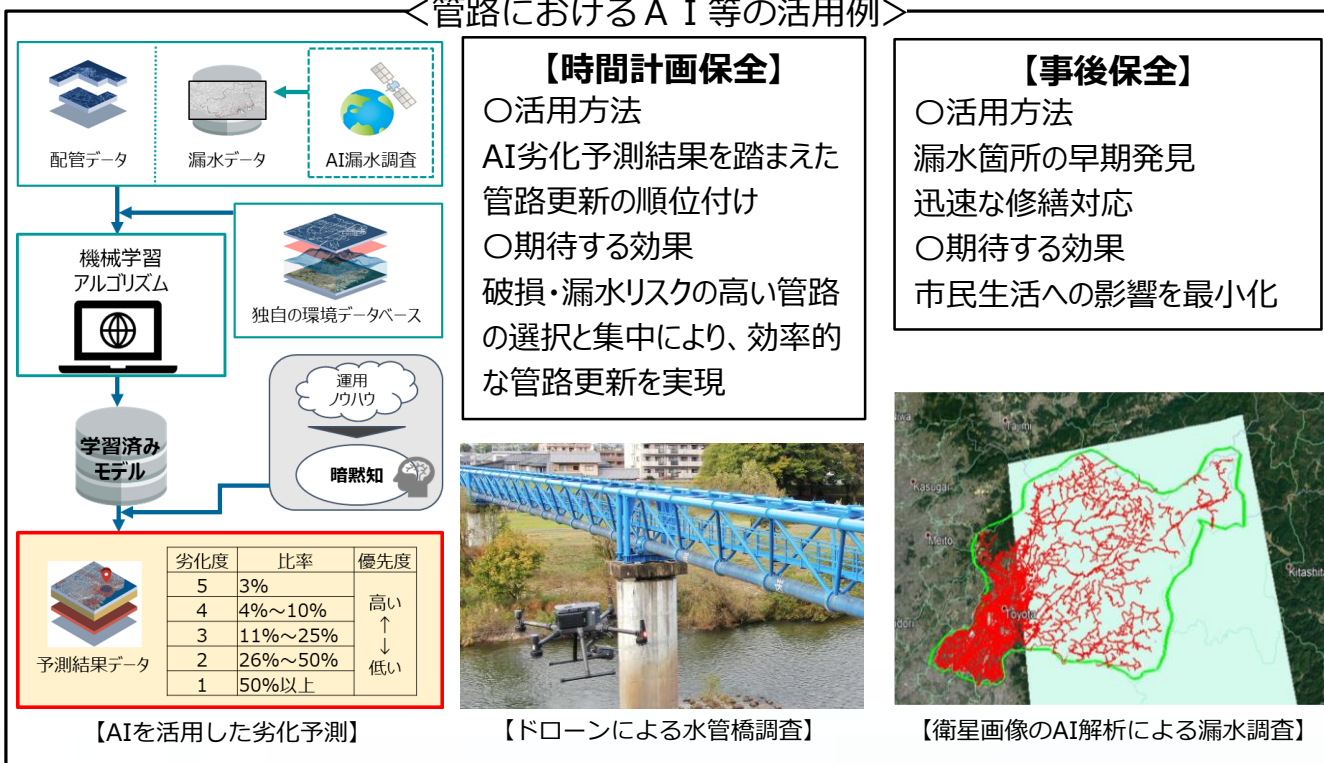 <管路におけるＡＩ等の活用例>
配管データ
漏水データ
AI漏水調査
機械学習
アルゴリズム
独自の環境データベース
運用
ノウハウ
暗黙知
学習済み
モデル
劣化度 比率 優先度
5 3%
4 4%～10%
3 11%～25%
2 26%～50%
1 50%以上
高い
↑
↓
低い
予測結果データ
【AIを活用した劣化予測】
【時間計画保全】
〇活用方法
AI劣化予測結果を踏まえた
管路更新の順位付け
〇期待する効果
破損・漏水リスクの高い管路
の選択と集中により、効率的
な管路更新を実現
【ドローンによる水管橋調査】
【事後保全】
〇活用方法
漏水箇所の早期発見
迅速な修繕対応
〇期待する効果
市民生活への影響を最小化
Tajimi
Kasugai
Meito
Toyota
Kitashita
【衛星画像のAI解析による漏水調査】